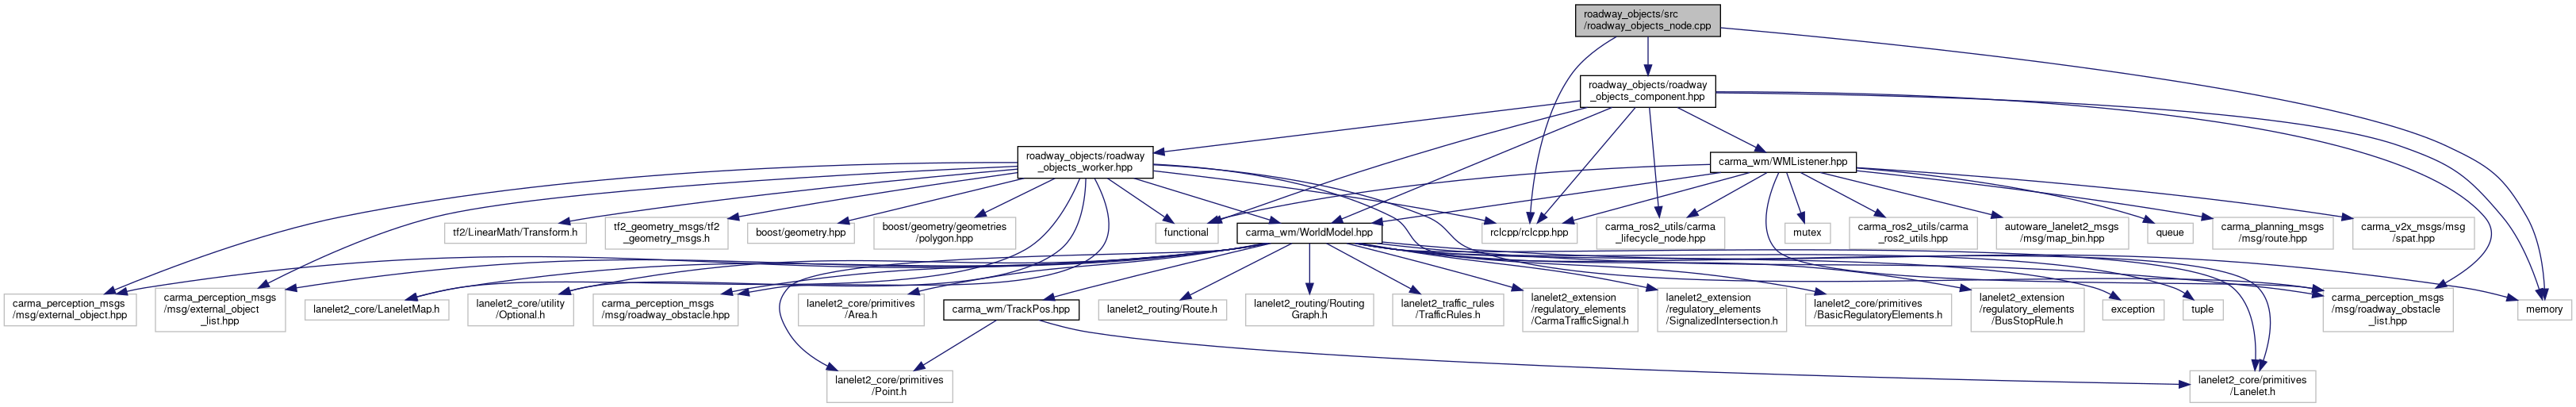 roadway_objects/src
/roadway_objects_node.cpp
roadway_objects/roadway
_objects_component.hpp
roadway_objects/roadway
_objects_worker.hpp
carma_wm/WMListener.hpp
tf2/LinearMath/Transform.h
tf2_geometry_msgs/tf2
_geometry_msgs.h
boost/geometry.hpp
boost/geometry/geometries
/polygon.hpp
functional
carma_wm/WorldModel.hpp
rclcpp/rclcpp.hpp
carma_ros2_utils/carma
_lifecycle_node.hpp
mutex
carma_ros2_utils/carma
_ros2_utils.hpp
autoware_lanelet2_msgs
/msg/map_bin.hpp
queue
carma_planning_msgs
/msg/route.hpp
carma_v2x_msgs/msg
/spat.hpp
carma_perception_msgs
/msg/external_object.hpp
carma_perception_msgs
/msg/external_object
_list.hpp
lanelet2_core/LaneletMap.h
lanelet2_core/utility
/Optional.h
carma_perception_msgs
/msg/roadway_obstacle.hpp
lanelet2_core/primitives
/Area.h
carma_wm/TrackPos.hpp
lanelet2_routing/Route.h
lanelet2_routing/Routing
Graph.h
lanelet2_traffic_rules
/TrafficRules.h
lanelet2_extension
/regulatory_elements
/CarmaTrafficSignal.h
lanelet2_extension
/regulatory_elements
/SignalizedIntersection.h
lanelet2_core/primitives
/BasicRegulatoryElements.h
lanelet2_extension
/regulatory_elements
/BusStopRule.h
exception
tuple
carma_perception_msgs
/msg/roadway_obstacle
_list.hpp
memory
lanelet2_core/primitives
/Point.h
lanelet2_core/primitives
/Lanelet.h